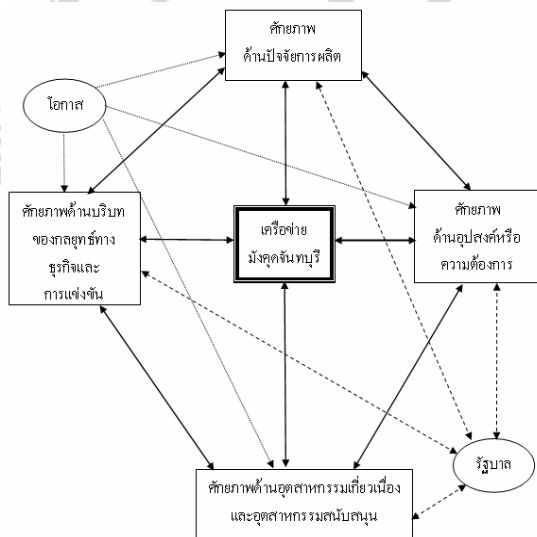 ศักยภาพ
ด้านปัจจัยการผลิต
โอกาส
ศักยภาพด้านบริบท
ของกลยุทธ์ทาง
ธุรกิจและ
การแข่งขัน
เครือข่าย
มังคุดจันทบุรี
ศักยภาพ
ด้านอุปสงค์หรือ
ความต้องการ
รัฐบาล
ศักยภาพด้านอุตสาหกรรมเกี่ยวเนื่อง
และอุตสาหกรรมสนับสนุน